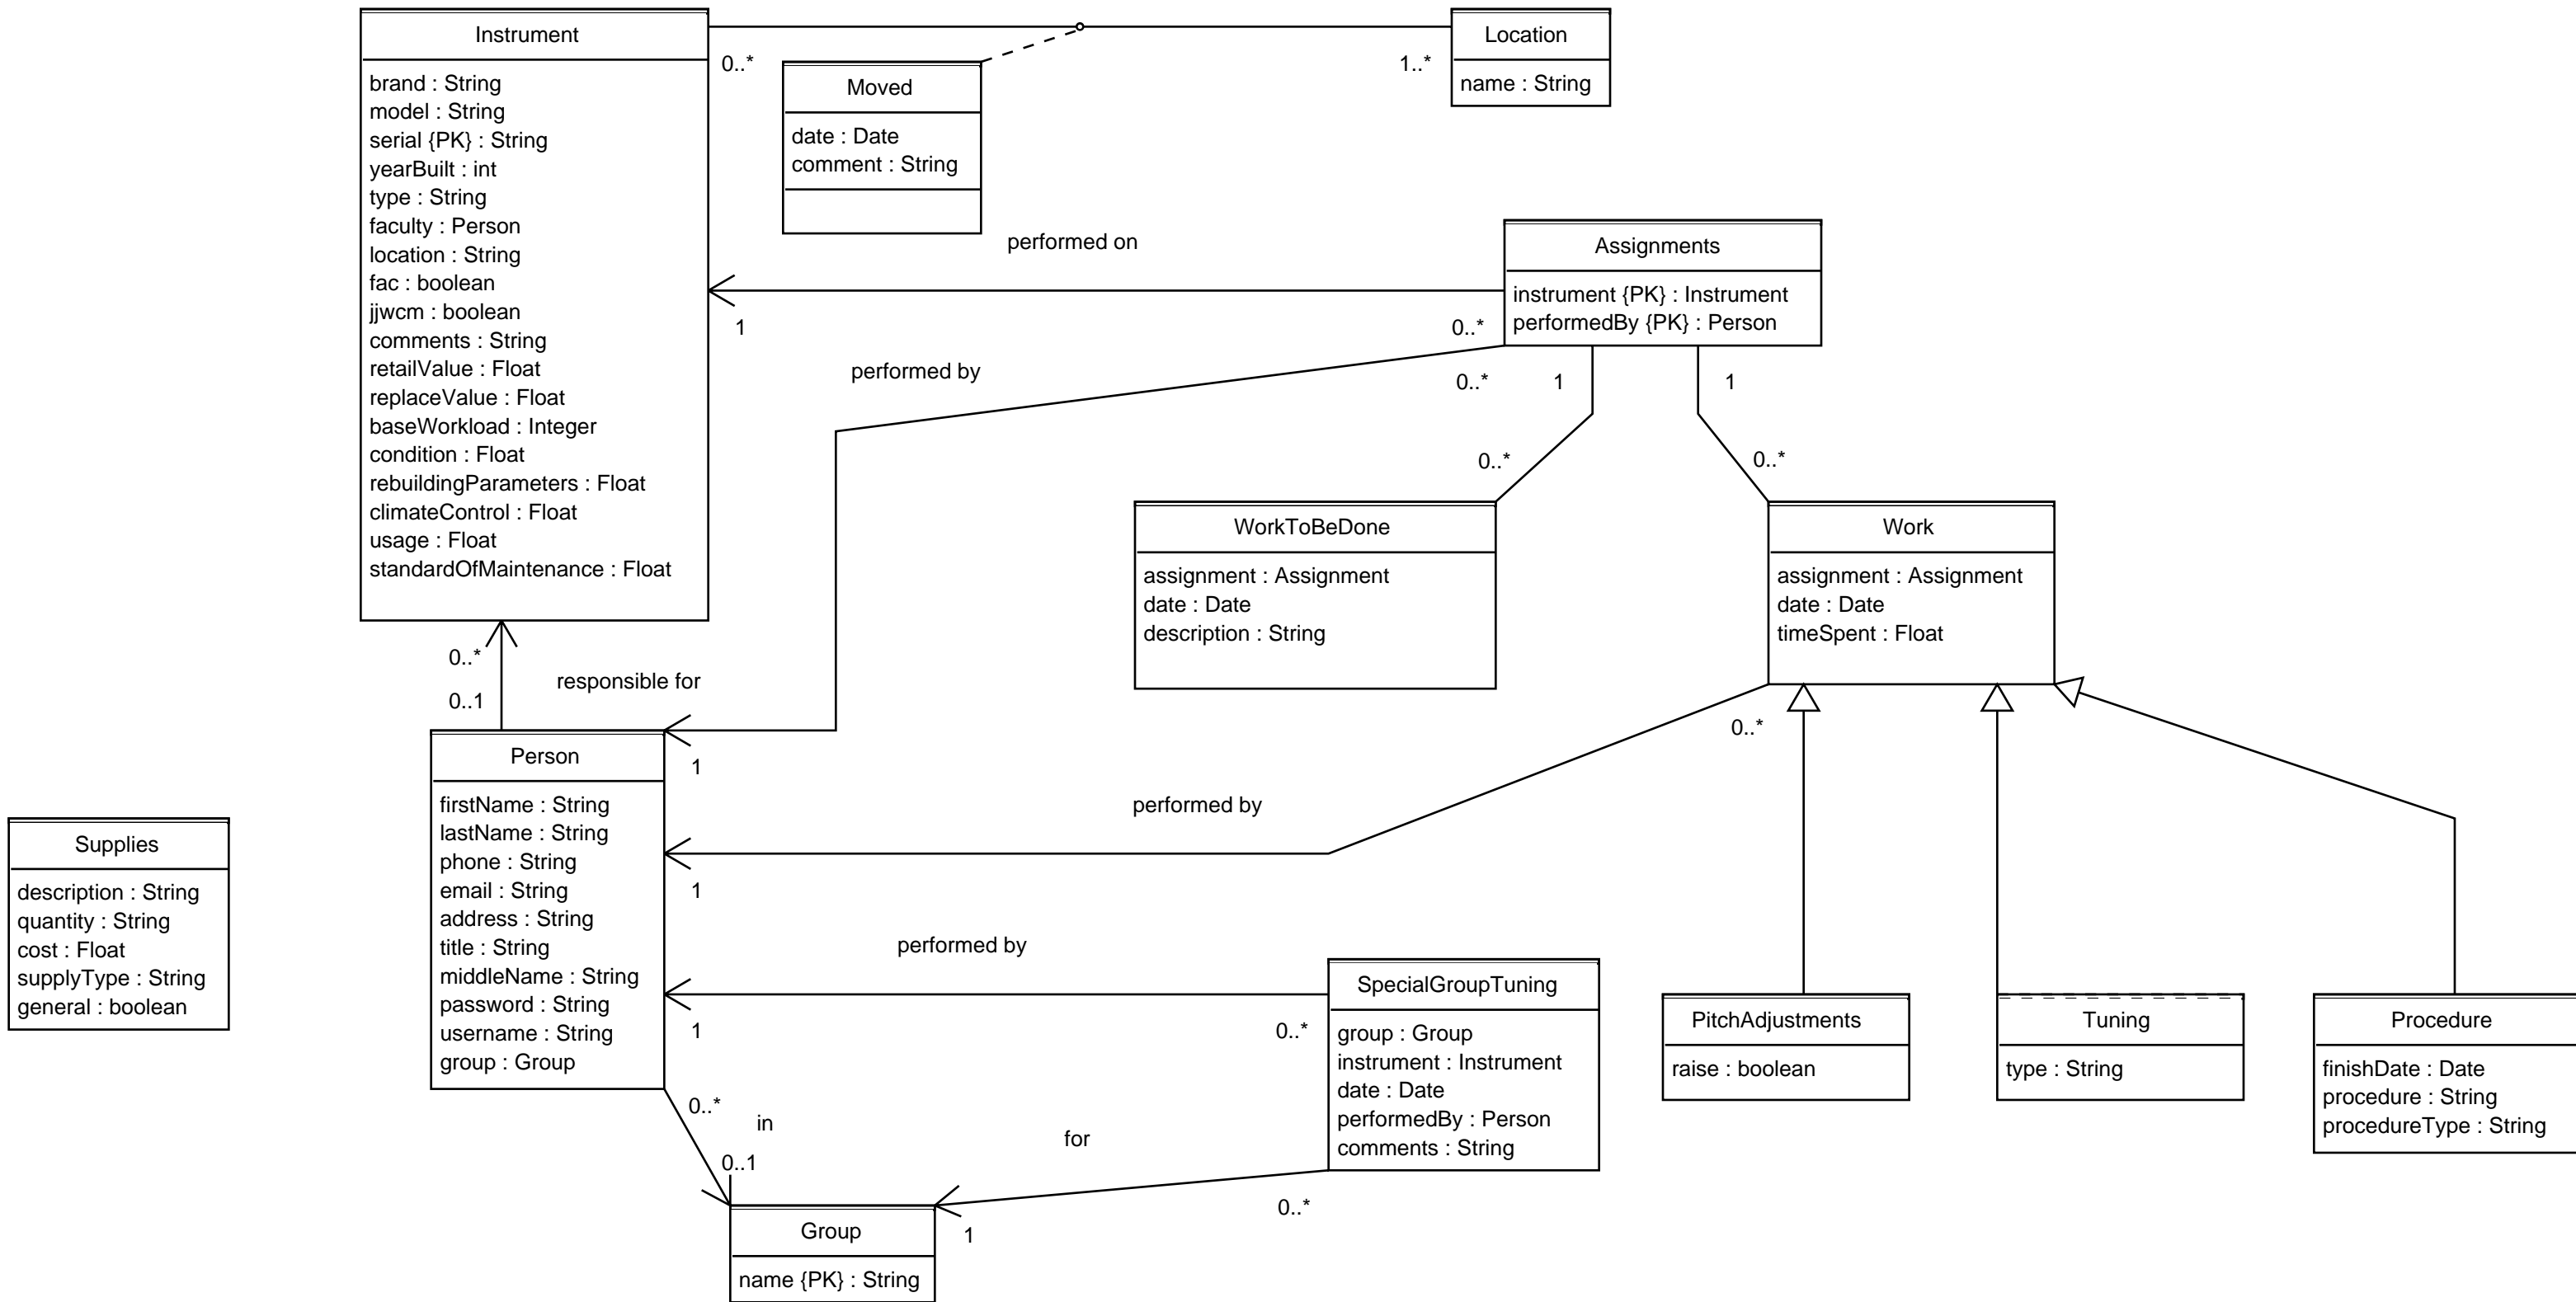 Instrument
brand : String
model : String
serial {PK} : String
yearBuilt : int
type : String
faculty : Person
location : String
fac : boolean
jjwcm : boolean
comments : String
retailValue : Float
replaceValue : Float
baseWorkload : Integer
condition : Float
rebuildingParameters : Float
climateControl : Float
usage : Float
standardOfMaintenance : Float
0..*
1..*
Location
name : String
Moved
date : Date
comment : String
performed on
1
0..*
Assignments
instrument {PK} : Instrument
performedBy {PK} : Person
performed by
0..*
1
1
0..*
0..*
WorkToBeDone
assignment : Assignment
date : Date
description : String
Work
assignment : Assignment
date : Date
timeSpent : Float
0..*
0..1
responsible for
1
0..*
performed by
1
Person
firstName : String
lastName : String
phone : String
email : String
address : String
title : String
middleName : String
password : String
username : String
group : Group
Supplies
description : String
quantity : String
cost : Float
supplyType : String
general : boolean
performed by
1
0..*
SpecialGroupTuning
group : Group
instrument : Instrument
date : Date
performedBy : Person
comments : String
PitchAdjustments
raise : boolean
Tuning
type : String
Procedure
finishDate : Date
procedure : String
procedureType : String
0..*
in
0..1
for
0..*
1
Group
name {PK} : String